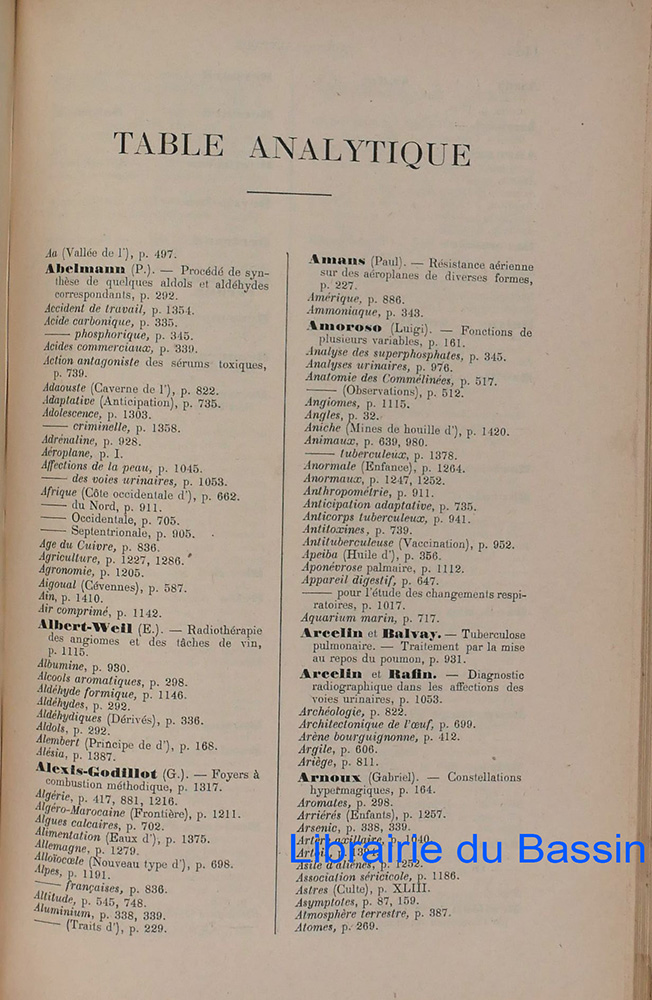 TABLE ANALYTIQUE
Aa (Vallée de l'), p. 497.
Abelmann (P.). — Procédé de syn-
thèse de quelques aldols et aldéhydes
correspondants, p. 292.
Accident de travail, p. 1354.
Acide carbonique, p. 335.
—— phosphorique, p. 345.
Acides commerciaux, p. 339.
Action antagoniste des sérums toxiques,
p. 739.
Adaouste (Caverne de l'), p. 822.
Adaptative (Anticipation), p. 735.
Adolescence, p. 1303.
—— criminelle, p. 1358.
Adrénaline, p. 928.
Aéroplane, p. I.
Affections de la peau, p. 1045.
—— des voies urinaires, p. 1053.
Afrique (Côte occidentale d'), p. 662.
—— du Nord, p. 911.
—— Occidentale, p. 705.
—— Septentrionale, p. 905.
Age du Cuivre, p. 836.
Agriculture, p. 1227, 1286.
Agronomie, p. 1205.
Aigoual (Cévennes), p. 587.
Ain, p. 1410.
Air comprimé, p. 1142.
Albert-Weil (E.). — Radiothérapie
des angiomes et des tâches de vin,
p. 1115.
Albumine, p. 930.
Alcools aromatiques, p. 298.
Aldéhyde formique, p. 1146.
Aldéhydes, p. 292.
Aldéhydiques (Dérivés), p. 336.
Aldols, p. 292.
Alembert (Principe de d'), p. 168.
Alésia, p. 1387.
Alexis-Godillot (G.). — Foyers à
combustion méthodique, p. 1317.
Algérie, p. 417, 881, 1216.
Algéro-Marocaine (Frontière), p. 1211.
Algues calcaires, p. 702.
Alimentation (Eaux d'), p. 1375.
Allemagne, p. 1279.
Alloïocœle (Nouveau type d'), p. 698.
Alpes, p. 1191.
—— françaises, p. 836.
Altitude, p. 545, 748.
Aluminium, p. 338, 339.
—— (Traits d'), p. 229.
Amans (Paul). — Résistance aérienne
sur des aéroplanes de diverses formes,
p. 227.
Amérique, p. 886.
Ammoniaque, p. 343.
Amoroso (Luigi). — Fonctions de
plusieurs variables, p. 161.
Analyse des superphosphates, p. 345.
Analyses urinaires, p. 976.
Anatomie des Commélinées, p. 517.
—— (Observations), p. 512.
Angiomes, p. 1115.
Angles, p. 32.
Aniche (Mines de houille d'), p. 1420.
Animaux, p. 639, 980.
—— tuberculeux, p. 1378.
Anormale (Enfance), p. 1264.
Anormaux, p. 1247, 1252.
Anthropométrie, p. 911.
Anticipation adaptative, p. 735.
Anticorps tuberculeux, p. 941.
Antitoxines, p. 739.
Antituberculeuse (Vaccination), p. 952.
Apeiba (Huile d'), p. 356.
Aponévrose palmaire, p. 1112.
Appareil digestif, p. 647.
—— pour l'étude des changements respi-
ratoires, p. 1017.
Aquarium marin, p. 717.
Arcelin et Balvay. — Tuberculose
pulmonaire. — Traitement par la mise
au repos du poumon, p. 931.
Arcelin et Rafin. — Diagnostic
radiographique dans les affections des
voies urinaires, p. 1053.
Archéologie, p. 822.
Architectonique de l'œuf, p. 699.
Arène bourguignonne, p. 412.
Argile, p. 606.
Ariège, p. 811.
Arnoux (Gabriel). — Constellations
hypermagiques, p. 164.
Aromates, p. 298.
Arriérés (Enfants), p. 1257.
Arsenic, p. 338, 339.
Artère axillaire, p. 1040.
Asile d'aliénés, p. 1252.
Association séricicole, p. 1186.
Astres (Culte), p. XLIII.
Asymptotes, p. 87, 159.
Atmosphère terrestre, p. 387.
Atomes, p. 269.
Librairie du Bassin